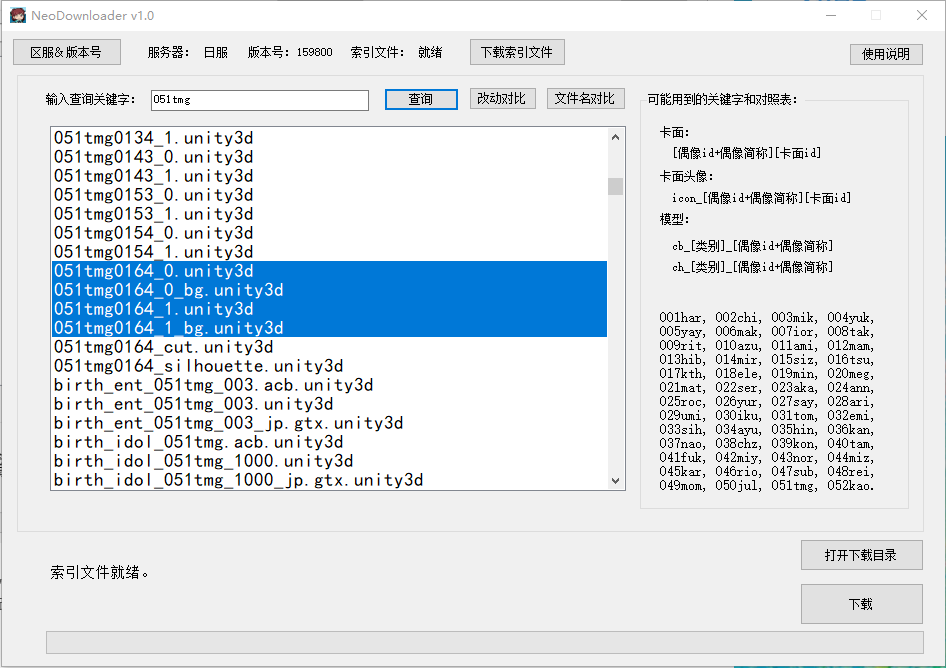 NeoDownloader v1.0
区服&版本号 服务器： 日服 版本号：159800 索引文件： 就绪 下载索引文件 使用说明
输入查询关键字： 051tmg 查询 改动对比 文件名对比
051tmg0134_1.unity3d
051tmg0143_0.unity3d
051tmg0143_1.unity3d
051tmg0153_0.unity3d
051tmg0153_1.unity3d
051tmg0154_0.unity3d
051tmg0154_1.unity3d
051tmg0164_0.unity3d
051tmg0164_0_bg.unity3d
051tmg0164_1.unity3d
051tmg0164_1_bg.unity3d
051tmg0164_cut.unity3d
051tmg0164_silhouette.unity3d
birth_ent_051tmg_003.acb.unity3d
birth_ent_051tmg_003.unity3d
birth_ent_051tmg_003_jp.gtx.unity3d
birth_idol_051tmg.acb.unity3d
birth_idol_051tmg_1000.unity3d
birth_idol_051tmg_1000_jp.gtx.unity3d
可能用到的关键字和对照表：
卡面：
[偶像id+偶像简称][卡面id]
卡面头像：
icon_[偶像id+偶像简称][卡面id]
模型：
cb_[类别]_[偶像id+偶像简称]
ch_[类别]_[偶像id+偶像简称]
001har, 002chi, 003mik, 004yuk,
005yay, 006mak, 007ior, 008tak,
009rit, 010azu, 011ami, 012mam,
013hib, 014mir, 015siz, 016tsu,
017kth, 018ele, 019min, 020meg,
021mat, 022ser, 023aka, 024ann,
025roc, 026yur, 027say, 028ari,
029umi, 030iku, 031tom, 032emi,
033sih, 034ayu, 035hin, 036kan,
037nao, 038chz, 039kon, 040tam,
041fuk, 042miy, 043nor, 044miz,
045kar, 046rio, 047sub, 048rei,
049mom, 050jul, 051tmg, 052kao.
索引文件就绪。
打开下载目录
下载